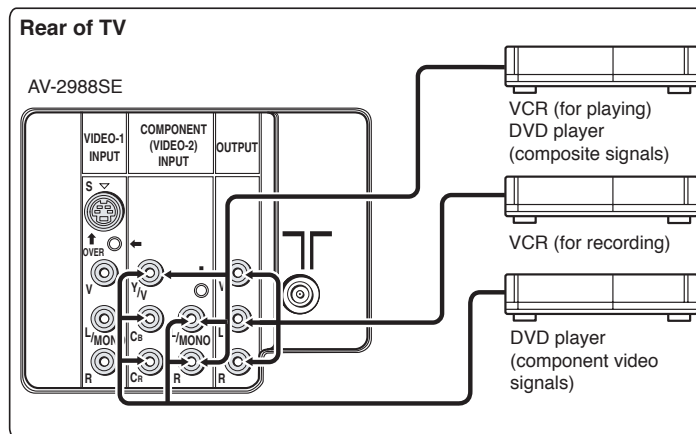 Rear of TV
AV-2988SE
VIDEO-1
INPUT
COMPONENT
(VIDEO-2)
INPUT
OUTPUT
S
OVER
V
L/MONO
R
Y/V
CB
CR
L/MONO
R
V
L
R
VCR (for playing)
DVD player
(composite signals)
VCR (for recording)
DVD player
(component video
signals)